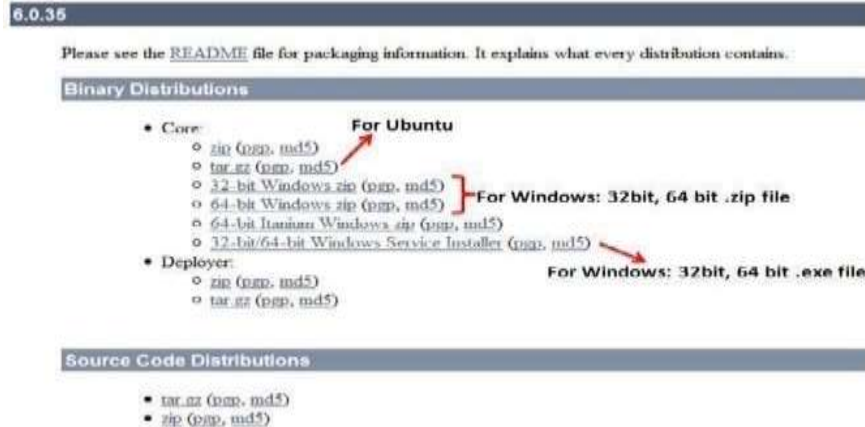 6.0.35
Please see the README file for packaging information. It explains what every distribution contains.
Binary Distributions
• Core:
For Ubuntu
○ zip (pgp, md5)
○ tar.gz (pgp, md5)
○ 32-bit Windows zip (pgp, md5)
○ 64-bit Windows zip (pgp, md5)
For Windows: 32bit, 64 bit .zip file
○ 64-bit Itanium Windows zip (pgp, md5)
○ 32-bit/64-bit Windows Service Installer (pgp, md5)
For Windows: 32bit, 64 bit .exe file
• Deployer:
○ zip (pgp, md5)
○ tar.gz (pgp, md5)
Source Code Distributions
• tar.gz (pgp, md5)
• zip (pgp, md5)